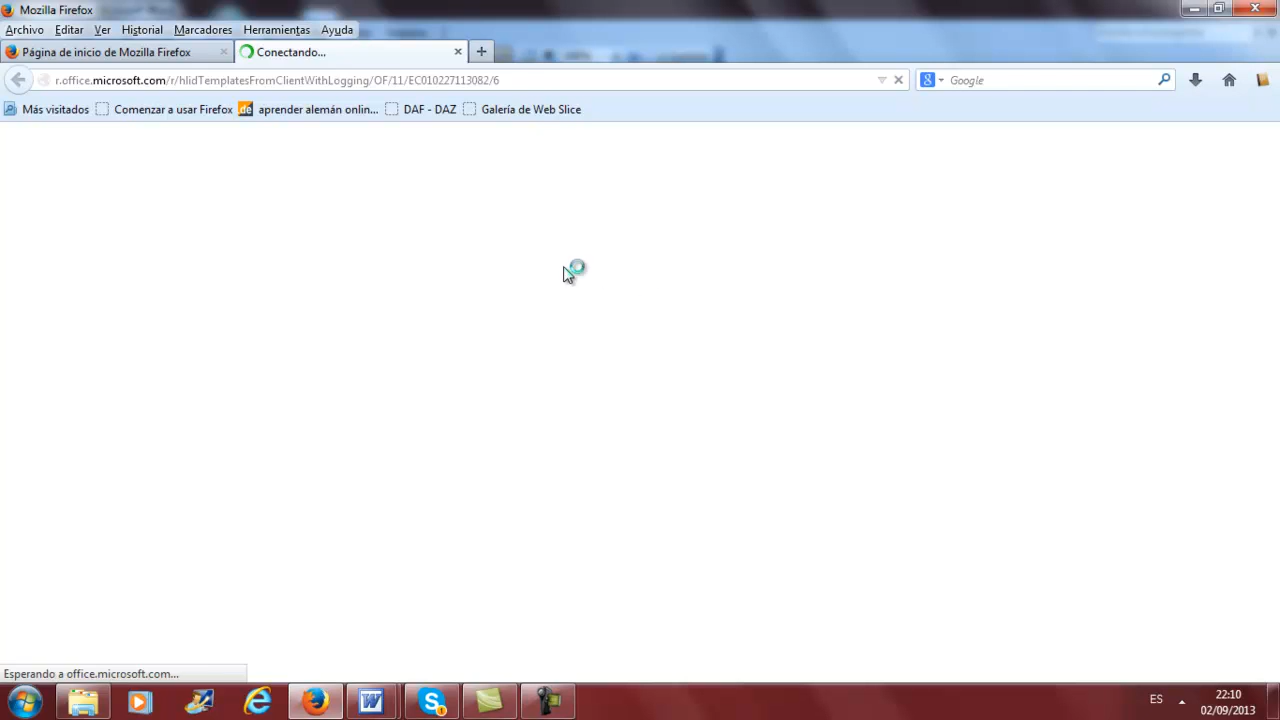 Mozilla Firefox
Archivo Editar Ver Historial Marcadores Herramientas Ayuda
Página de inicio de Mozilla Firefox Conectando...
r.office.microsoft.com/r/hlidTemplatesFromClientWithLogging/OF/11/EC010227113082/6 Google
Más visitados Comenzar a usar Firefox de aprender alemán onlin... DAF - DAZ Galería de Web Slice
Esperando a office.microsoft.com...
ES 22:10
02/09/2013